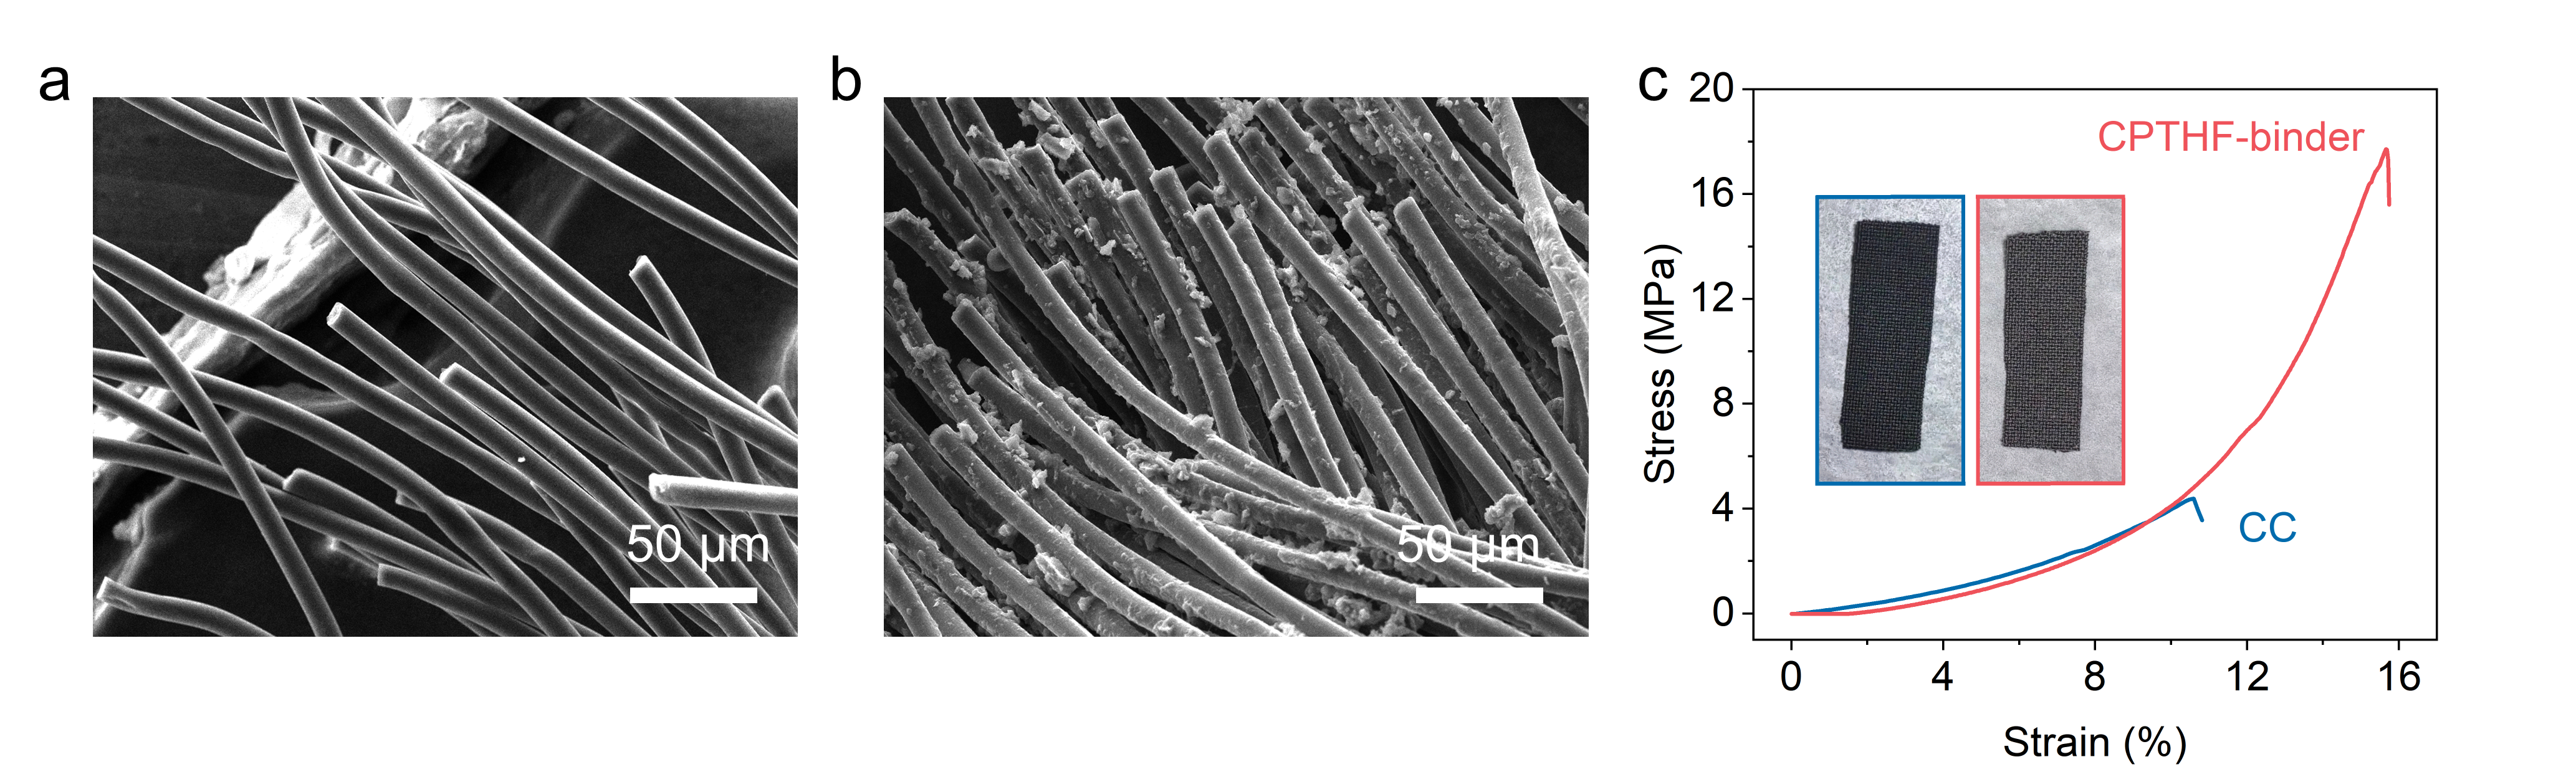 a
50 μm
b
50 μm
c
20
16
12
8
4
0
Stress (MPa)
CPTHF-binder
CC
0 4 8 12 16
Strain (%)